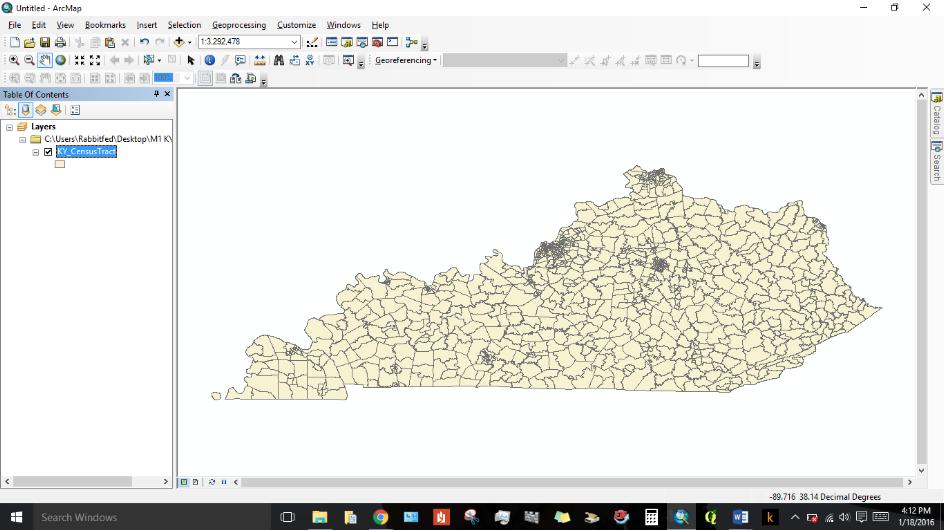 Untitled - ArcMap
File Edit View Bookmarks Insert Selection Geoprocessing Customize Windows Help
1:3,292,478
Georeferencing
100%
Table Of Contents
Layers
C:\Users\Rabbitfed\Desktop\M1 KY
KY_CensusTract
Catalog
Search
-89.716 38.14 Decimal Degrees
Search Windows
4:12 PM
1/18/2016